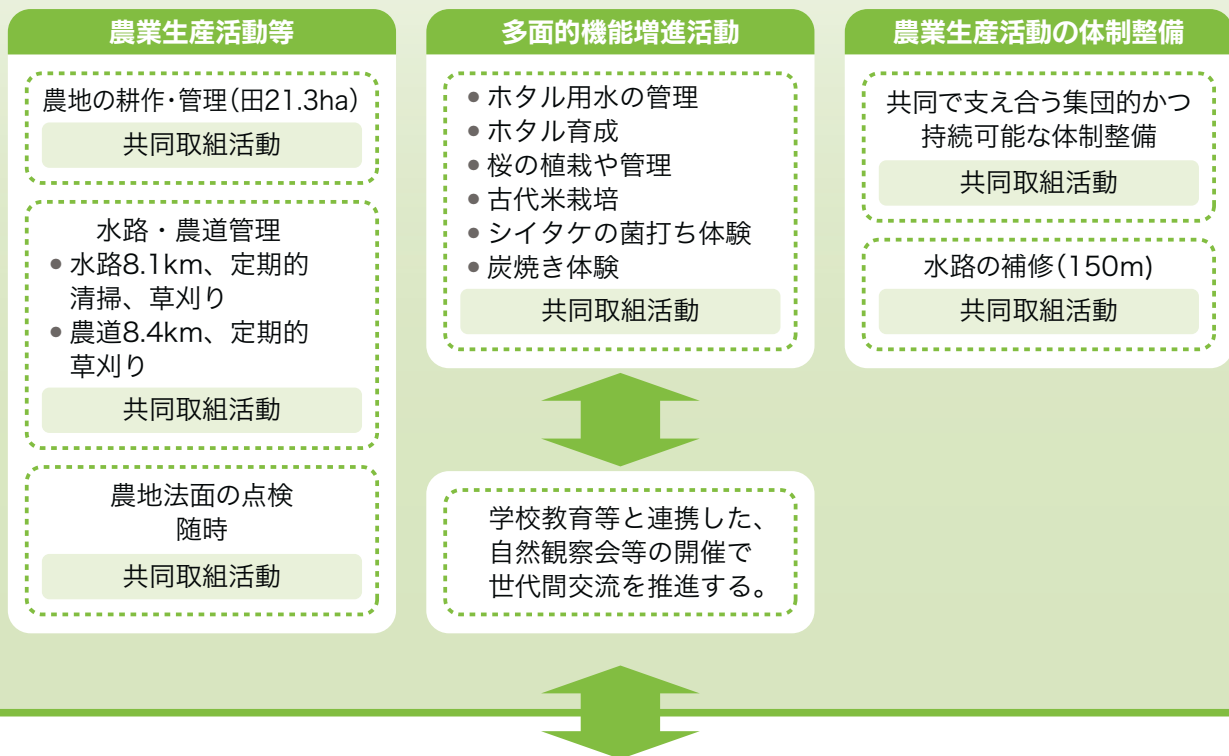 農業生産活動等
農地の耕作・管理(田21.3ha)
共同取組活動
水路・農道管理
● 水路8.1km、定期的
清掃、草刈り
● 農道8.4km、定期的
草刈り
共同取組活動
農地法面の点検
随時
共同取組活動
多面的機能増進活動
● ホタル用水の管理
● ホタル育成
● 桜の植栽や管理
● 古代米栽培
● シイタケの菌打ち体験
● 炭焼き体験
共同取組活動
学校教育等と連携した、
自然観察会等の開催で
世代間交流を推進する。
農業生産活動の体制整備
共同で支え合う集団的かつ
持続可能な体制整備
共同取組活動
水路の補修(150m)
共同取組活動